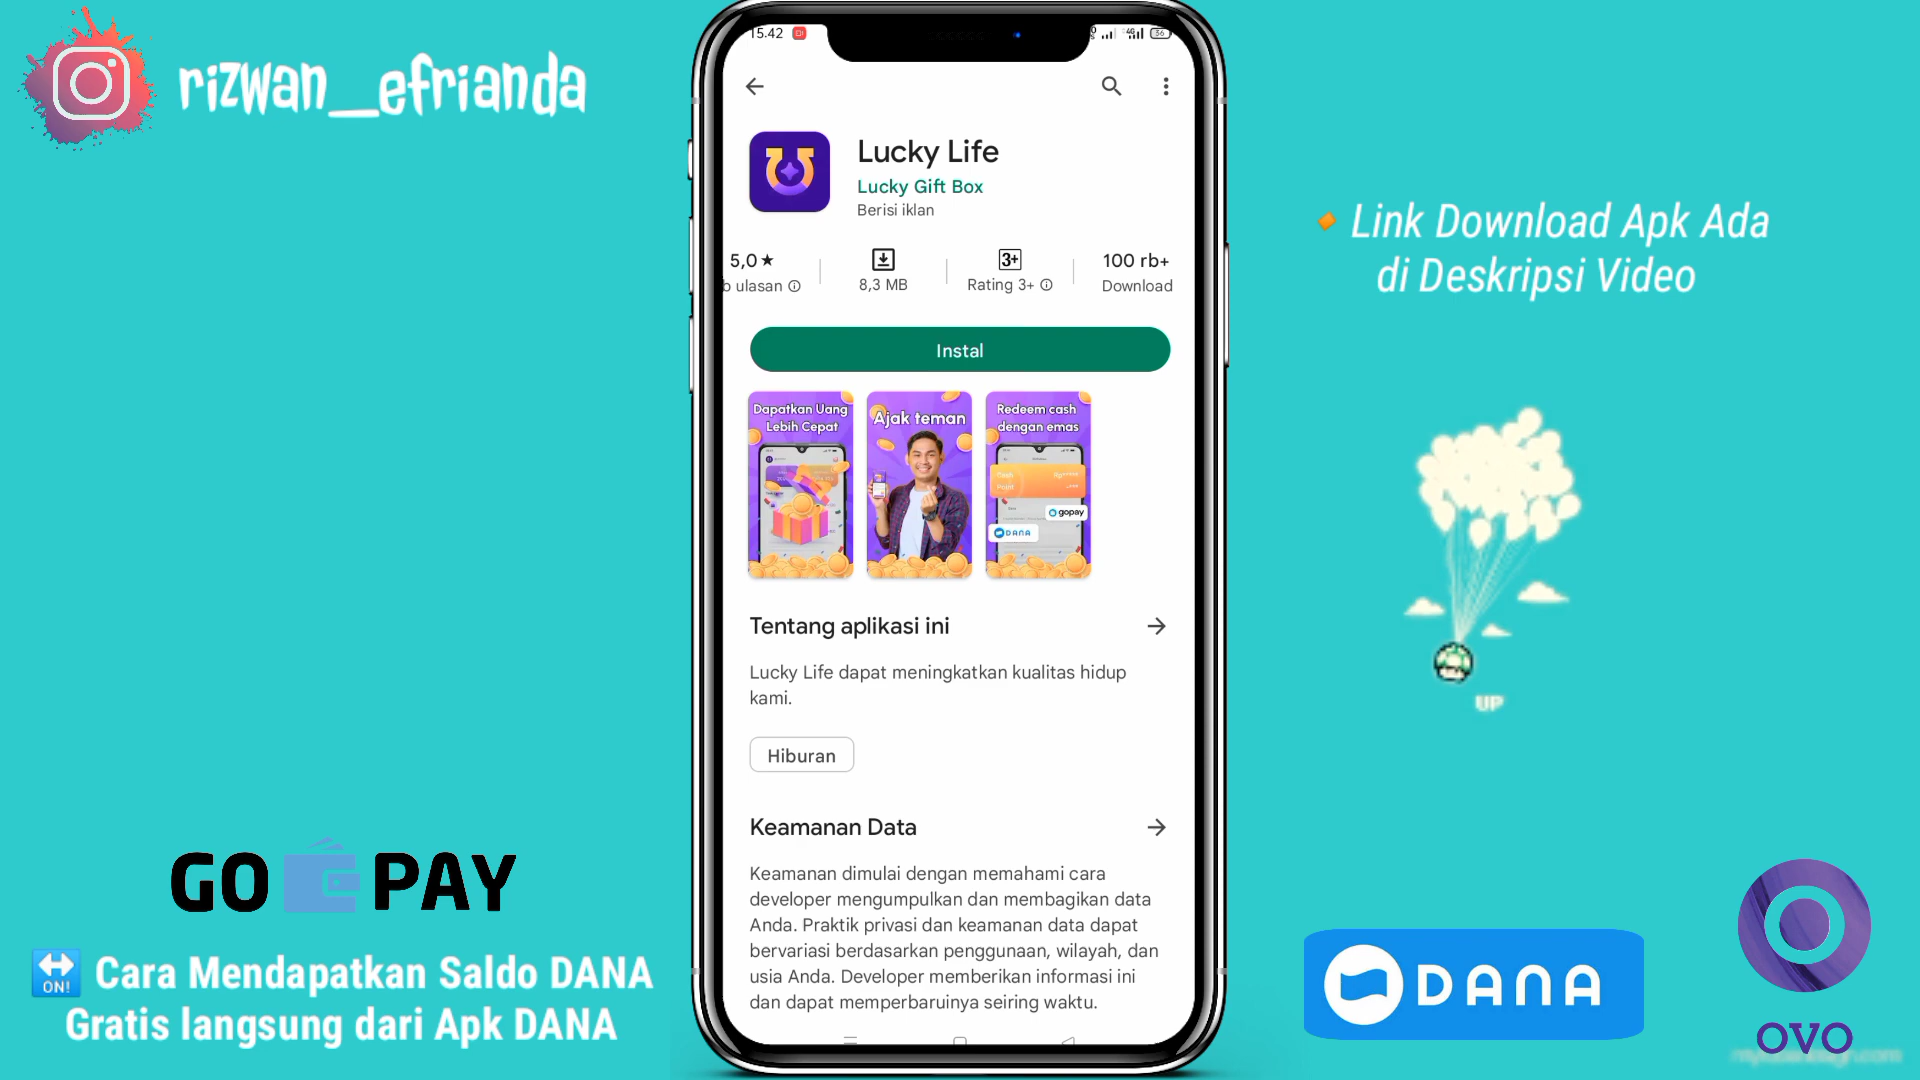 rizwan__efrianda
15.42
Lucky Life
Lucky Gift Box
Berisi iklan
5,0★
ulasan
8,3 MB
3+
Rating 3+
100 rb+
Download
Instal
Dapatkan Uang
Lebih Cepat
Ajak teman
Redeem cash
dengan emas
Cash
Point
gopay
DANA
Tentang aplikasi ini
Lucky Life dapat meningkatkan kualitas hidup
kami.
Hiburan
Keamanan Data
Keamanan dimulai dengan memahami cara
developer mengumpulkan dan membagikan data
Anda. Praktik privasi dan keamanan data dapat
bervariasi berdasarkan penggunaan, wilayah, dan
usia Anda. Developer memberikan informasi ini
dan dapat memperbaruinya seiring waktu.
Link Download Apk Ada
di Deskripsi Video
UP
GO PAY
ON! Cara Mendapatkan Saldo DANA
Gratis langsung dari Apk DANA
DANA
OVO